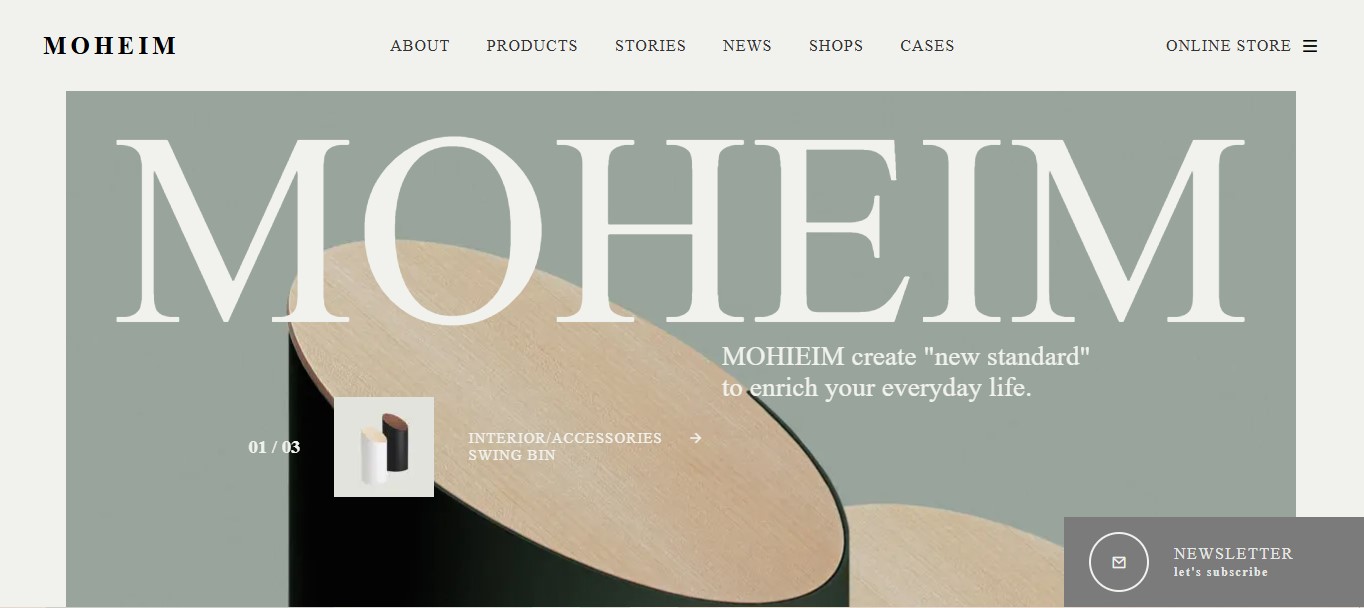 MOHEIM
ABOUT PRODUCTS STORIES NEWS SHOPS CASES
ONLINE STORE
MOHEIM
MOHIEIM create "new standard"
to enrich your everyday life.
01 / 03
INTERIOR/ACCESSORIES
SWING BIN
NEWSLETTER
let's subscribe